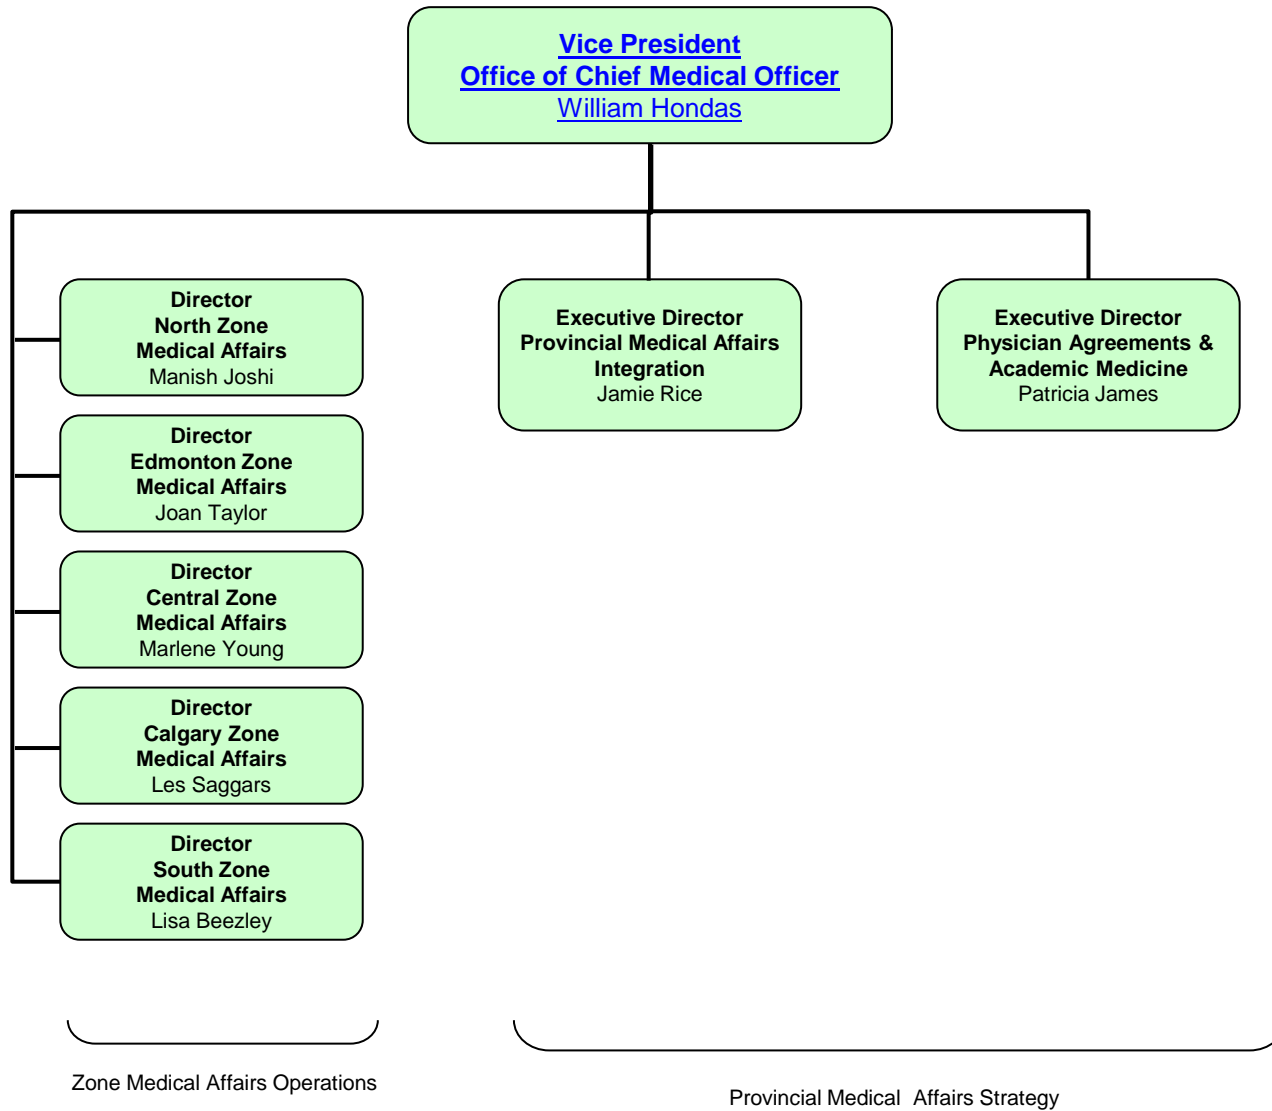 Vice President
Office of Chief Medical Officer
William Hondas
Director
North Zone
Medical Affairs
Manish Joshi
Director
Edmonton Zone
Medical Affairs
Joan Taylor
Director
Central Zone
Medical Affairs
Marlene Young
Director
Calgary Zone
Medical Affairs
Les Saggars
Director
South Zone
Medical Affairs
Lisa Beezley
Executive Director
Provincial Medical Affairs
Integration
Jamie Rice
Executive Director
Physician Agreements &
Academic Medicine
Patricia James
Zone Medical Affairs Operations
Provincial Medical  Affairs Strategy